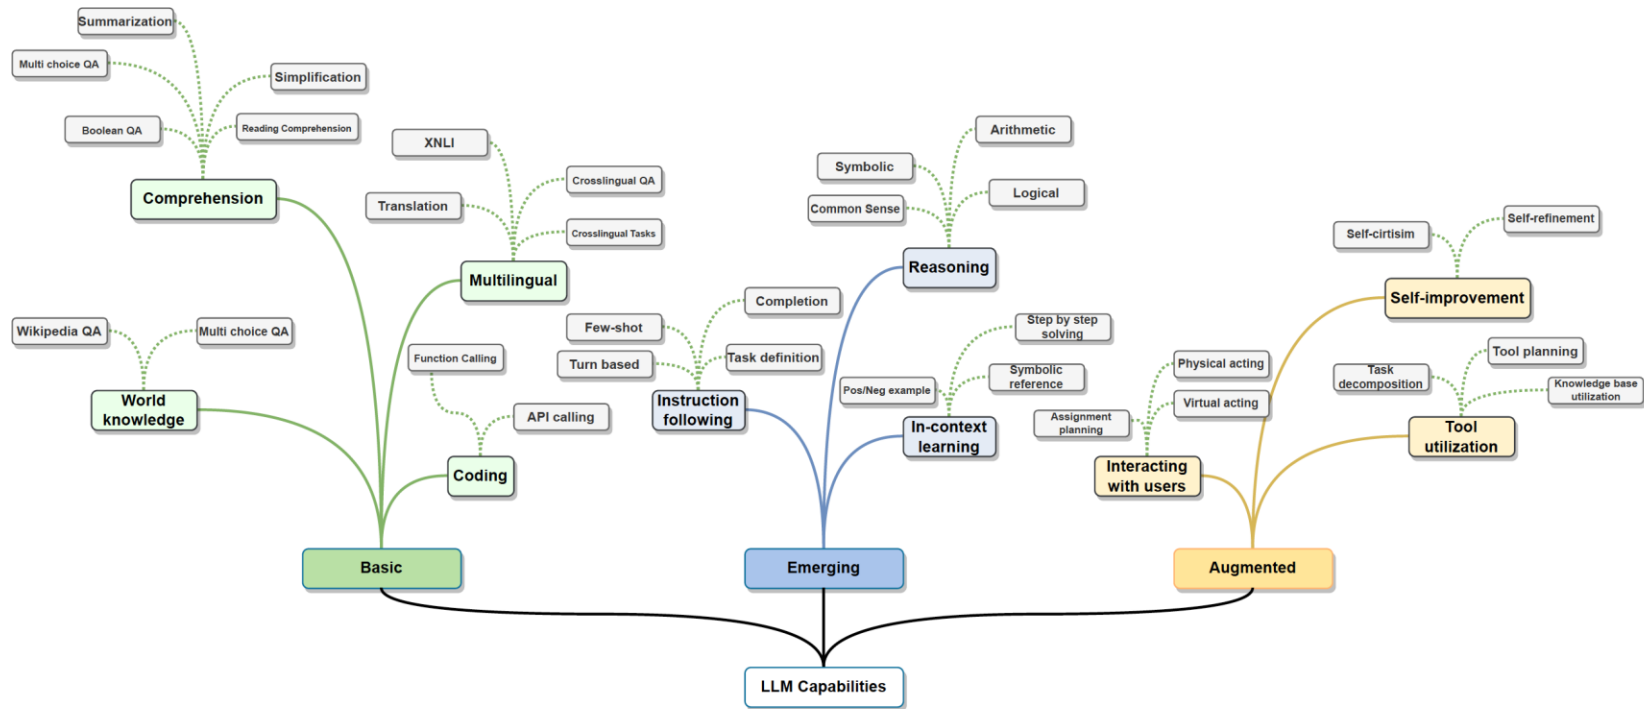 Summarization
Multi choice QA
Simplification
Boolean QA
Reading Comprehension
Comprehension
XNLI
Crosslingual QA
Translation
Crosslingual Tasks
Multilingual
Wikipedia QA
Multi choice QA
World
knowledge
Function Calling
API calling
Coding
Basic
Arithmetic
Symbolic
Logical
Common Sense
Reasoning
Completion
Few-shot
Turn based
Task definition
Instruction
following
Step by step
solving
Symbolic
reference
Pos/Neg example
In-context
learning
Emerging
Self-refinement
Self-cirtisim
Self-improvement
Physical acting
Virtual acting
Assignment
planning
Interacting
with users
Tool planning
Task
decomposition
Knowledge base
utilization
Tool
utilization
Augmented
LLM Capabilities